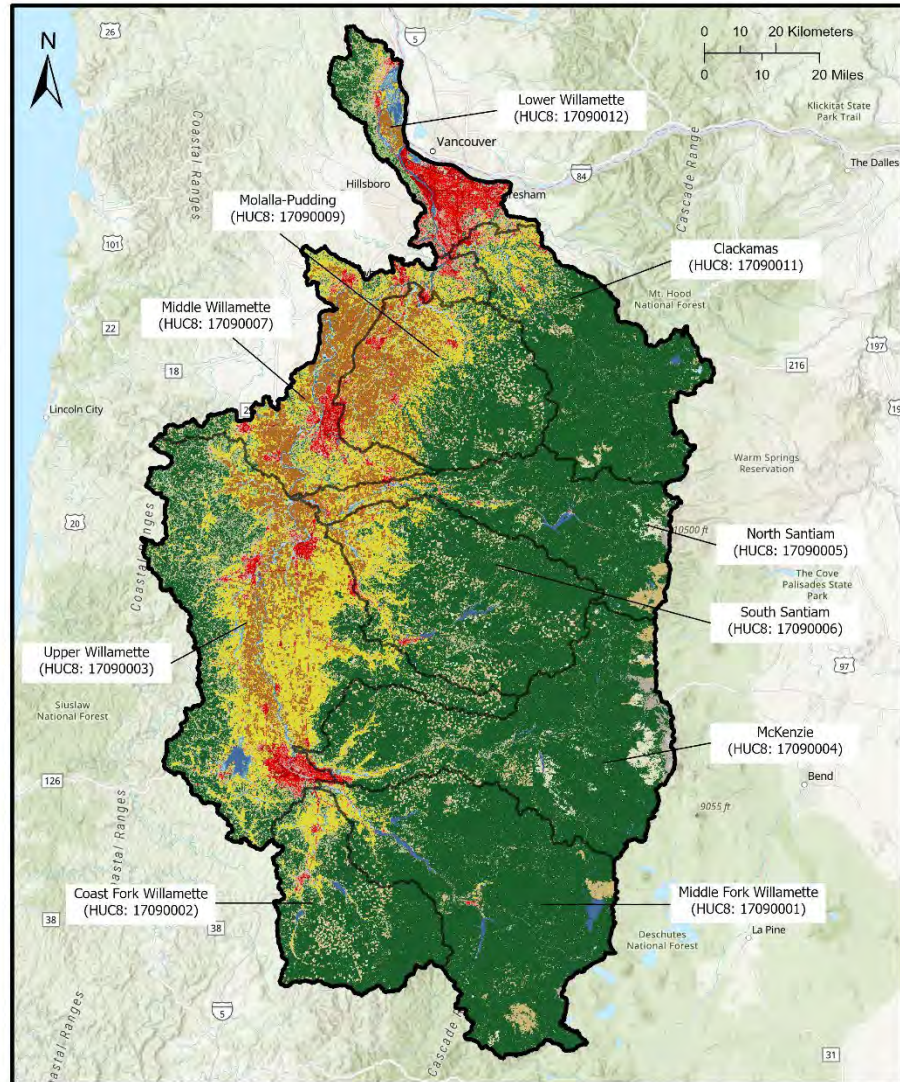 N
26
5
0 10 20 Kilometers
0 10 20 Miles
Coastal Ranges
Lower Willamette
(HUC8: 17090012)
Klickitat State
Park Trail
Vancouver
Cascade Range
The Dalles
84
Hillsboro
resham
Molalla-Pudding
(HUC8: 17090009)
101
Clackamas
(HUC8: 17090011)
Mt. Hood
National Forest
Middle Willamette
(HUC8: 17090007)
22
197
216
18
Lincoln City
Warm Springs
Reservation
20
10500 ft
North Santiam
(HUC8: 17090005)
The Cove
Palisades State
Park
Coastal Ranges
South Santiam
(HUC8: 17090006)
Upper Willamette
(HUC8: 17090003)
97
Siuslaw
National Forest
McKenzie
(HUC8: 17090004)
126
Bend
9055 ft
Coast Fork Willamette
(HUC8: 17090002)
Middle Fork Willamette
(HUC8: 17090001)
38
38
La Pine
Deschutes
National Forest
5
31